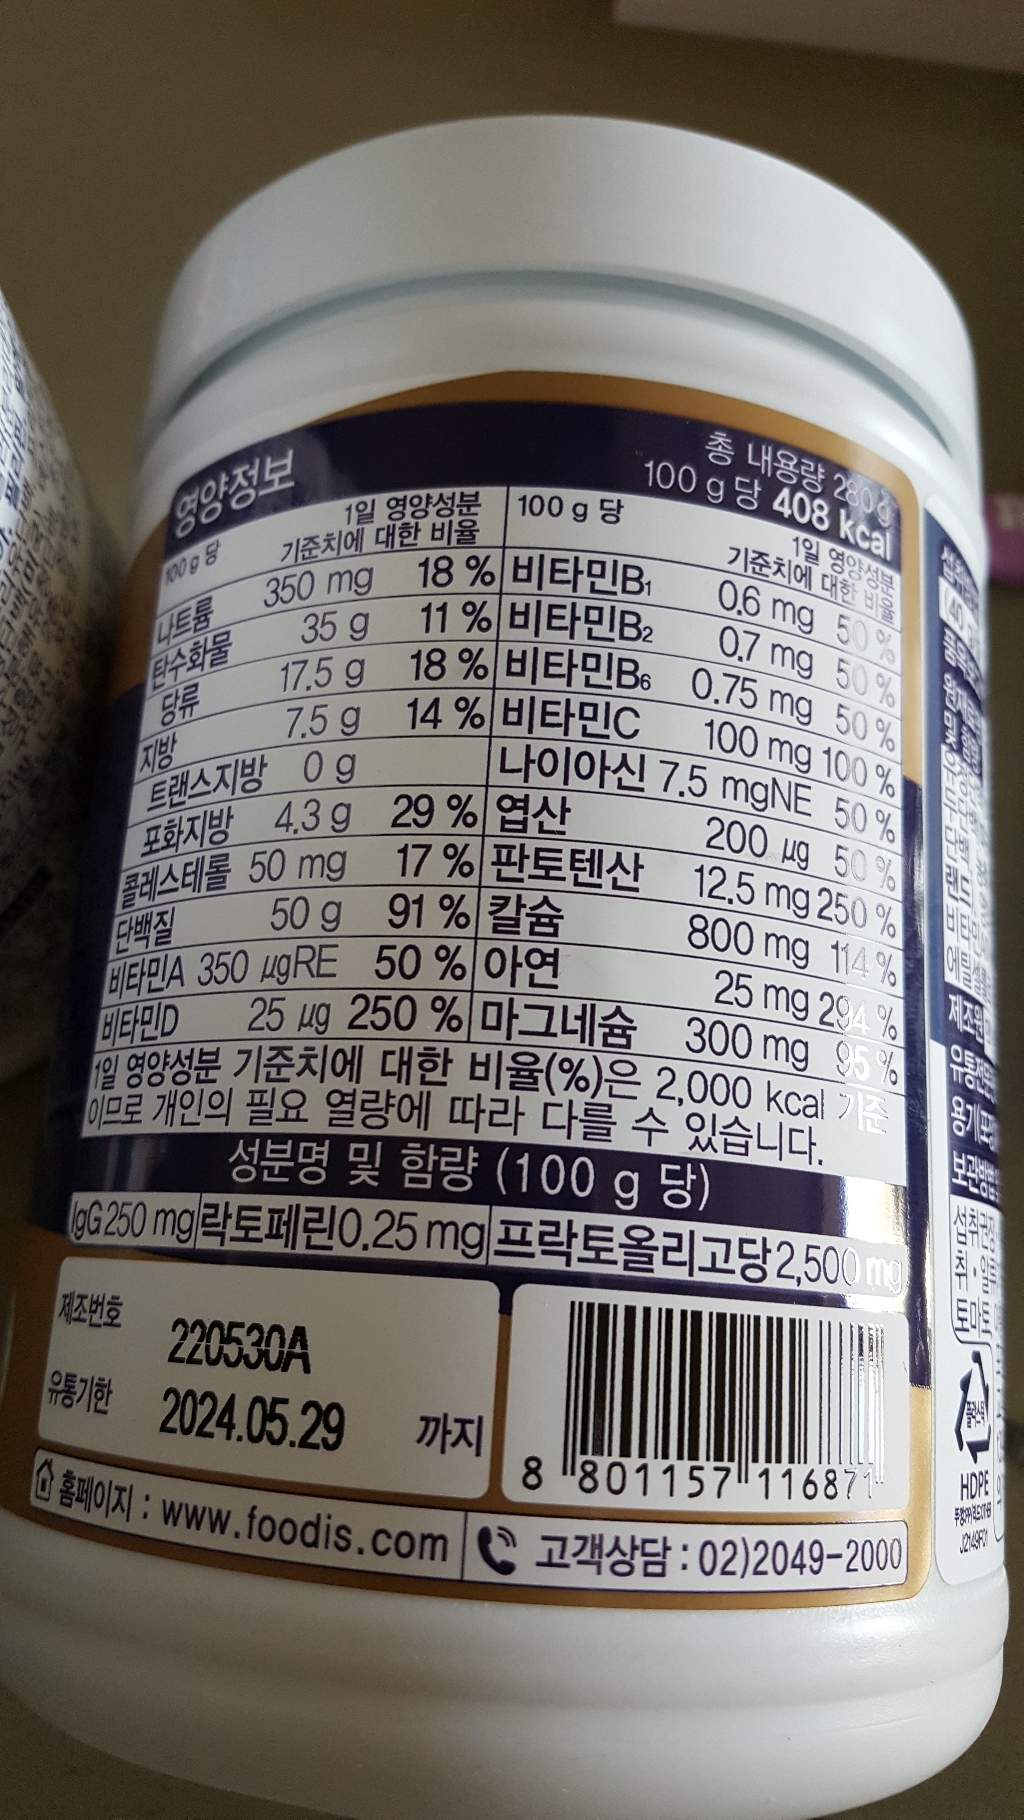 영양정보
총 내용량 280 g
100 g 당 408 kcal
100 g 당 1일 영양성분 기준치에 대한 비율
나트륨 350 mg 18 %
탄수화물 35 g 11 %
당류 17.5 g 18 %
지방 7.5 g 14 %
트랜스지방 0 g
포화지방 4.3 g 29 %
콜레스테롤 50 mg 17 %
단백질 50 g 91 %
비타민A 350 μgRE 50 %
비타민D 25 μg 250 %
100 g 당 1일 영양성분 기준치에 대한 비율
비타민B1 0.6 mg 50 %
비타민B2 0.7 mg 50 %
비타민B6 0.75 mg 50 %
비타민C 100 mg 100 %
나이아신 7.5 mgNE 50 %
엽산 200 μg 50 %
판토텐산 12.5 mg 250 %
칼슘 800 mg 114 %
아연 25 mg 294 %
마그네슘 300 mg 95 %
1일 영양성분 기준치에 대한 비율(%)은 2,000 kcal 기준
이므로 개인의 필요 열량에 따라 다를 수 있습니다.
성분명 및 함량 (100 g 당)
IgG 250 mg 락토페린 0.25 mg 프락토올리고당 2,500 mg
제조번호 220530A
유통기한 2024.05.29 까지
8 801157 116871
홈페이지 : www.foodis.com
고객상담 : 02)2049-2000
보관방법
플라스틱
HDPE